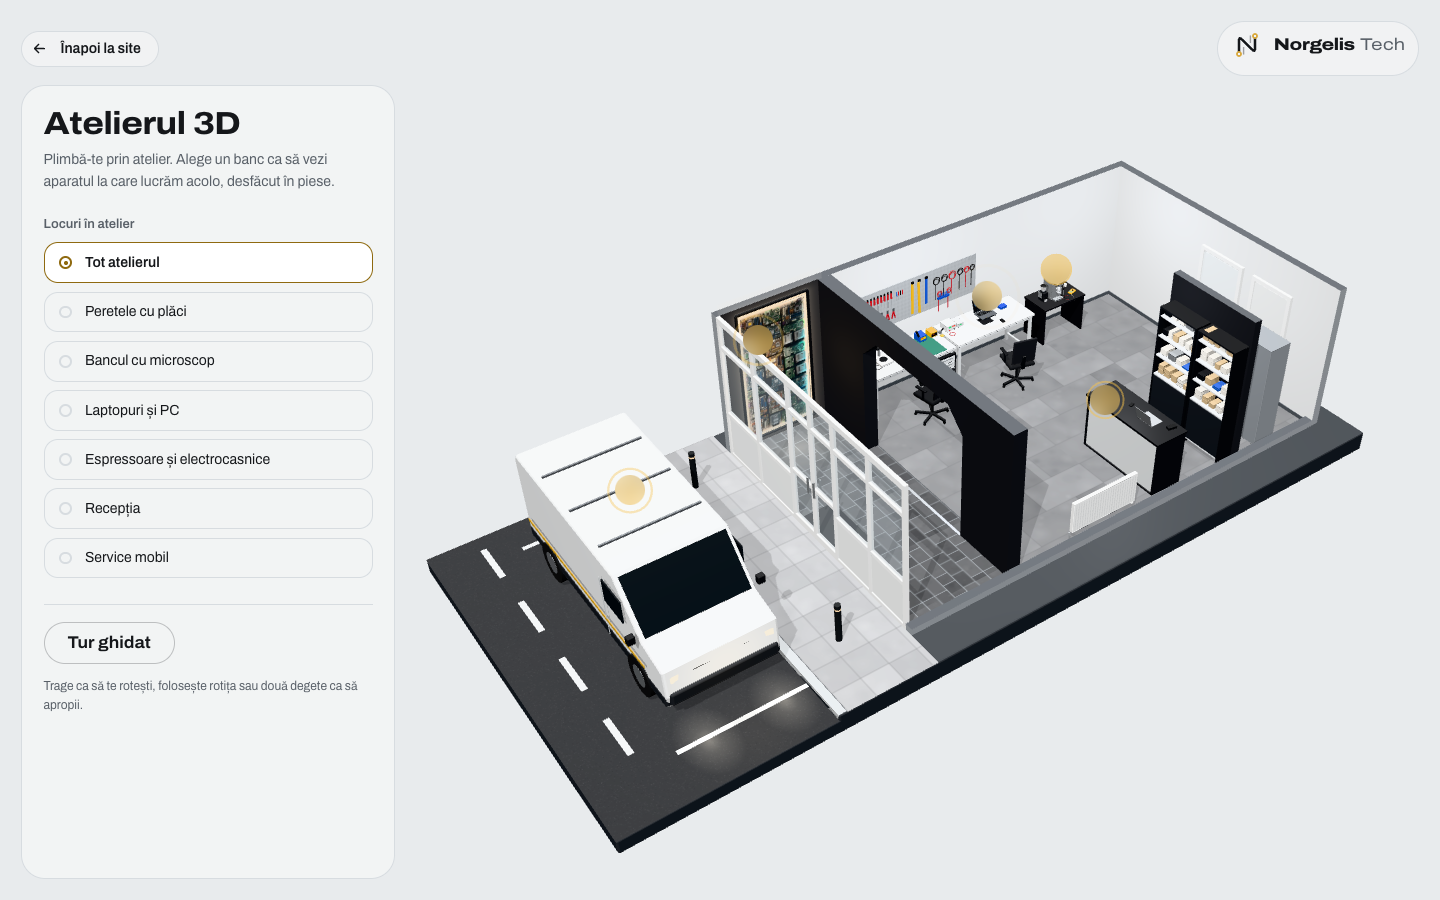 Înapoi la site
Norgelis Tech
Atelierul 3D
Plimbă-te prin atelier. Alege un banc ca să vezi
aparatul la care lucrăm acolo, desfăcut în piese.
Locuri în atelier
Tot atelierul
Peretele cu plăci
Bancul cu microscop
Laptopuri și PC
Espressoare și electrocasnice
Recepția
Service mobil
Tur ghidat
Trage ca să te rotești, folosește rotița sau două degete ca să
apropii.